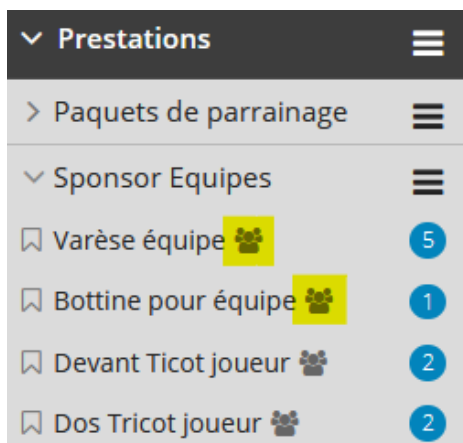 Prestations
Paquets de parrainage
Sponsor Equipes
Varèse équipe 5
Bottine pour équipe 1
Devant Ticot joueur 2
Dos Tricot joueur 2